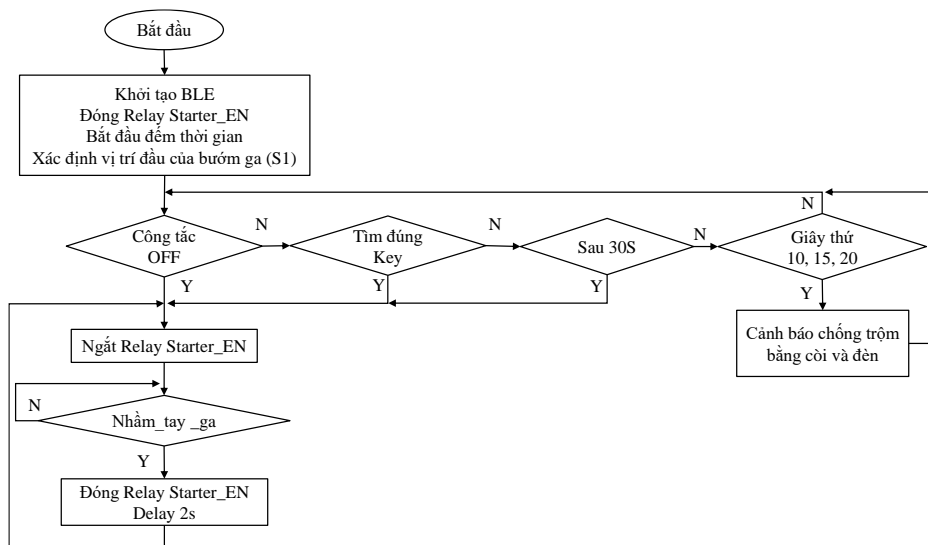 Bắt đầu
Khởi tạo BLE
Đóng Relay Starter_EN
Bắt đầu đếm thời gian
Xác định vị trí đầu của bướm ga (S1)
Công tắc
OFF
N
Tìm đúng
Key
N
Sau 30S
N
N
Giây thứ
10, 15, 20
Y
Y
Y
Y
Ngắt Relay Starter_EN
Cảnh báo chống trộm
bằng còi và đèn
N
Nhầm_tay _ga
Y
Đóng Relay Starter_EN
Delay 2s